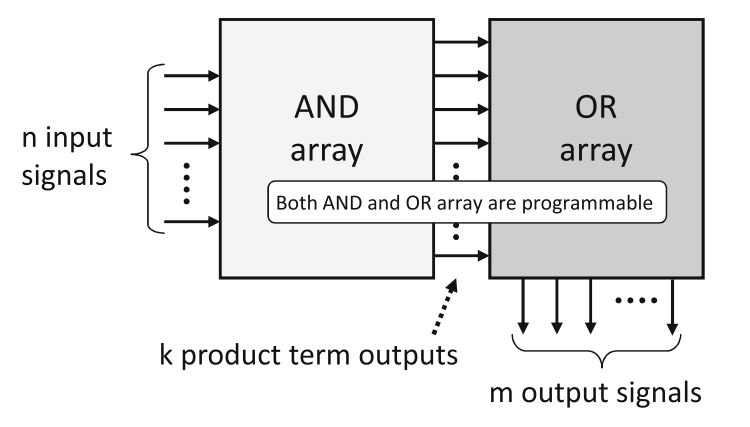 AND
array
OR
array
n input
signals
Both AND and OR array are programmable
k product term outputs
m output signals